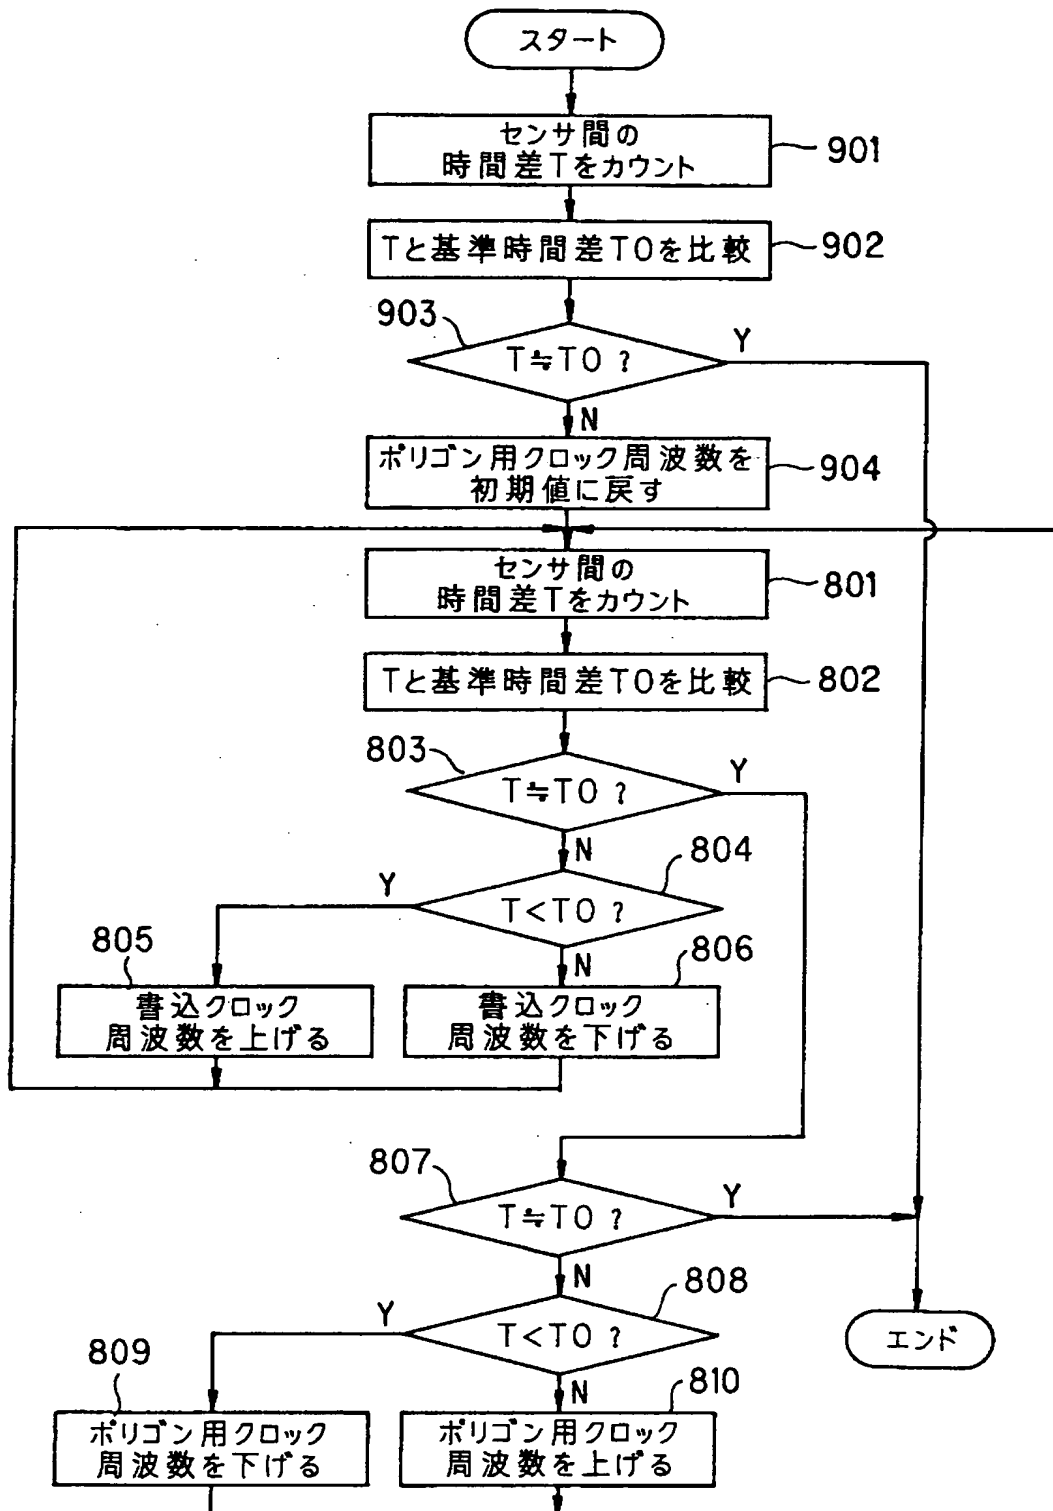 スタート
センサ間の
時間差Tをカウント
901
Tと基準時間差T0を比較
902
903
T≒T0 ?
Y
N
ポリゴン用クロック周波数を
初期値に戻す
904
センサ間の
時間差Tをカウント
801
Tと基準時間差T0を比較
802
803
T≒T0 ?
Y
N
804
Y
T<T0 ?
N
805
書込クロック
周波数を上げる
806
書込クロック
周波数を下げる
807
T≒T0 ?
Y
N
808
Y
T<T0 ?
N
エンド
809
ポリゴン用クロック
周波数を下げる
810
ポリゴン用クロック
周波数を上げる